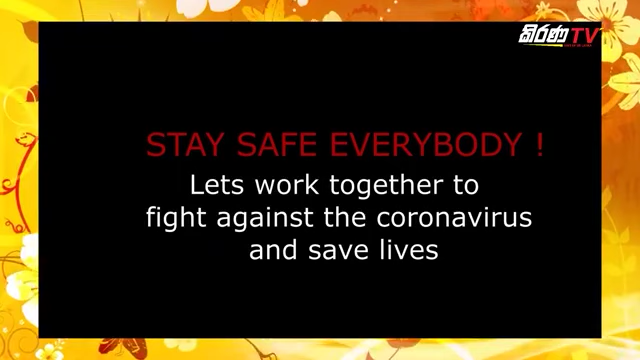 කිරණ TV
STAY SAFE EVERYBODY !
Lets work together to
fight against the coronavirus
and save lives